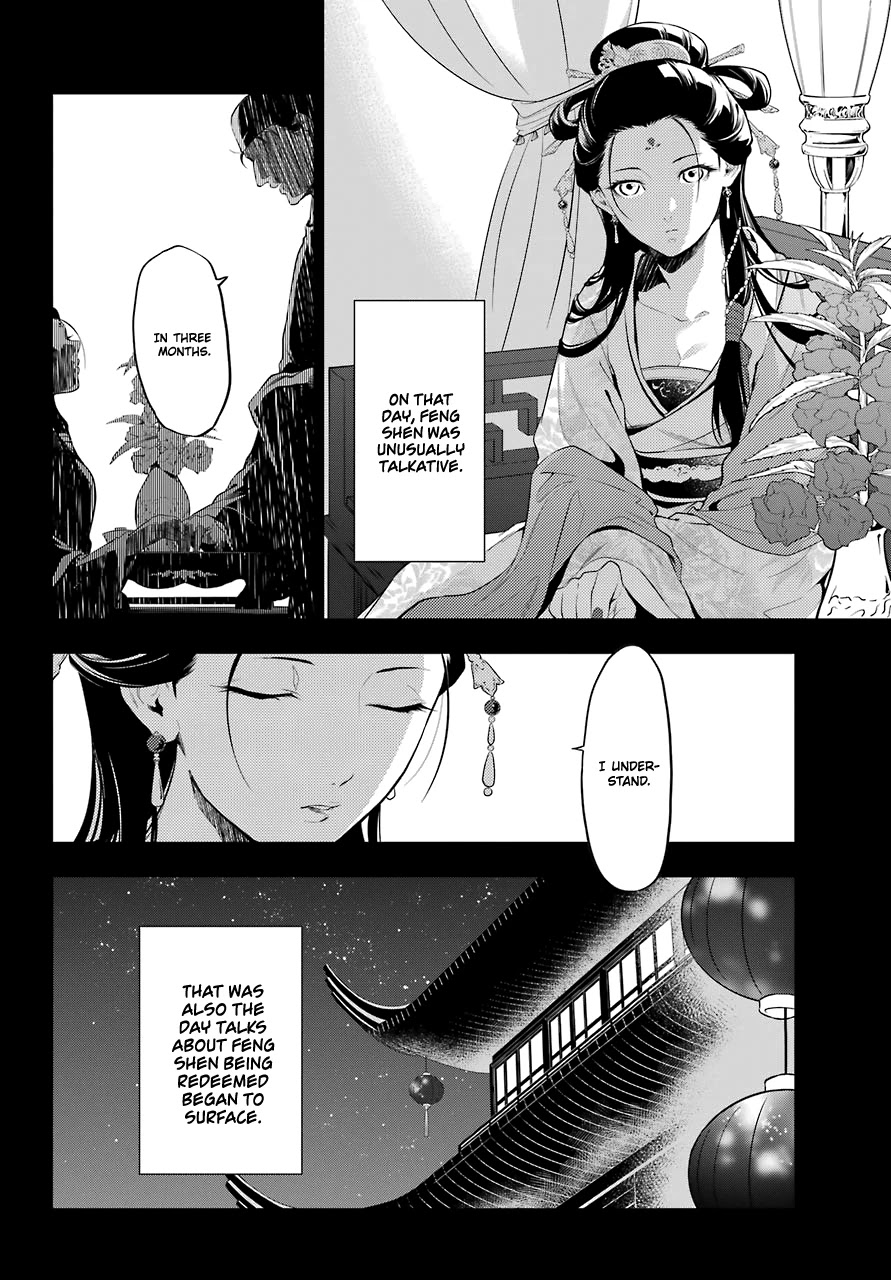 ON THAT
DAY, FENG
SHEN WAS
UNUSUALLY
TALKATIVE.
IN THREE
MONTHS.
I UNDER-
STAND.
THAT WAS
ALSO THE
DAY TALKS
ABOUT FENG
SHEN BEING
REDEEMED
BEGAN TO
SURFACE.